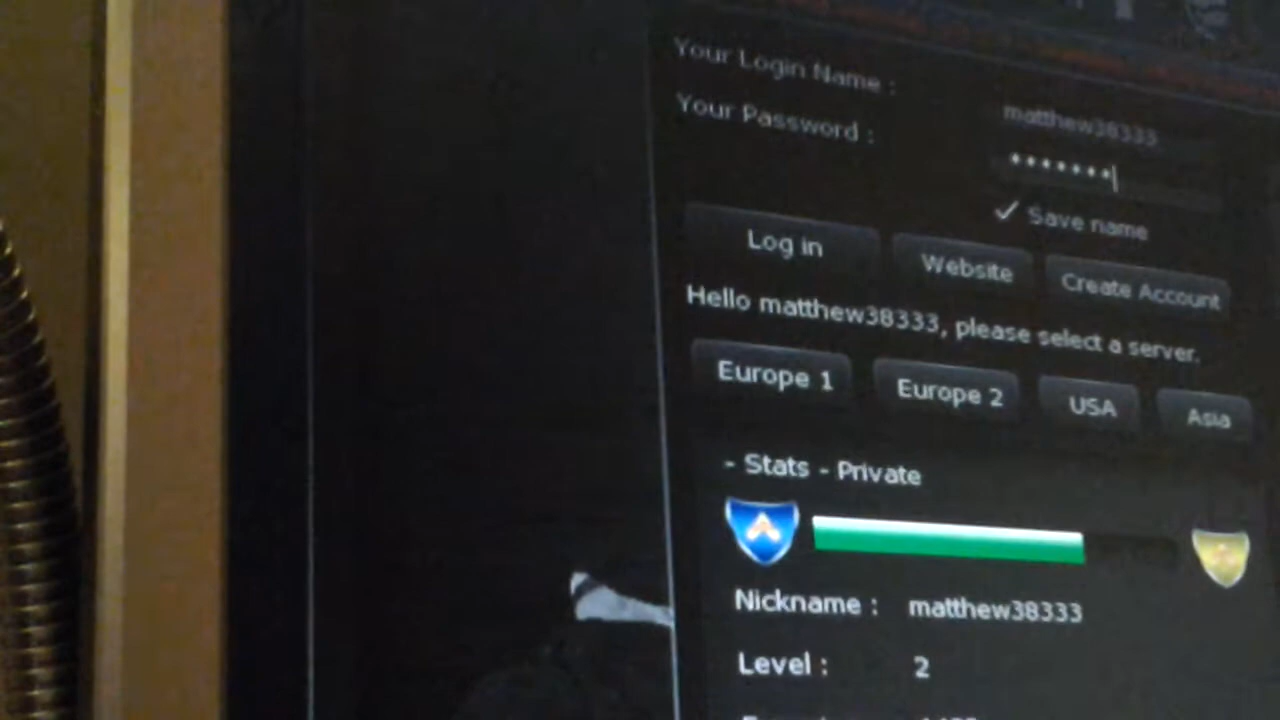 Your Login Name :
matthew38333
Your Password :
*******
✓ Save name
Log in
Website
Create Account
Hello matthew38333, please select a server.
Europe 1
Europe 2
USA
Asia
- Stats - Private
Nickname : matthew38333
Level : 2